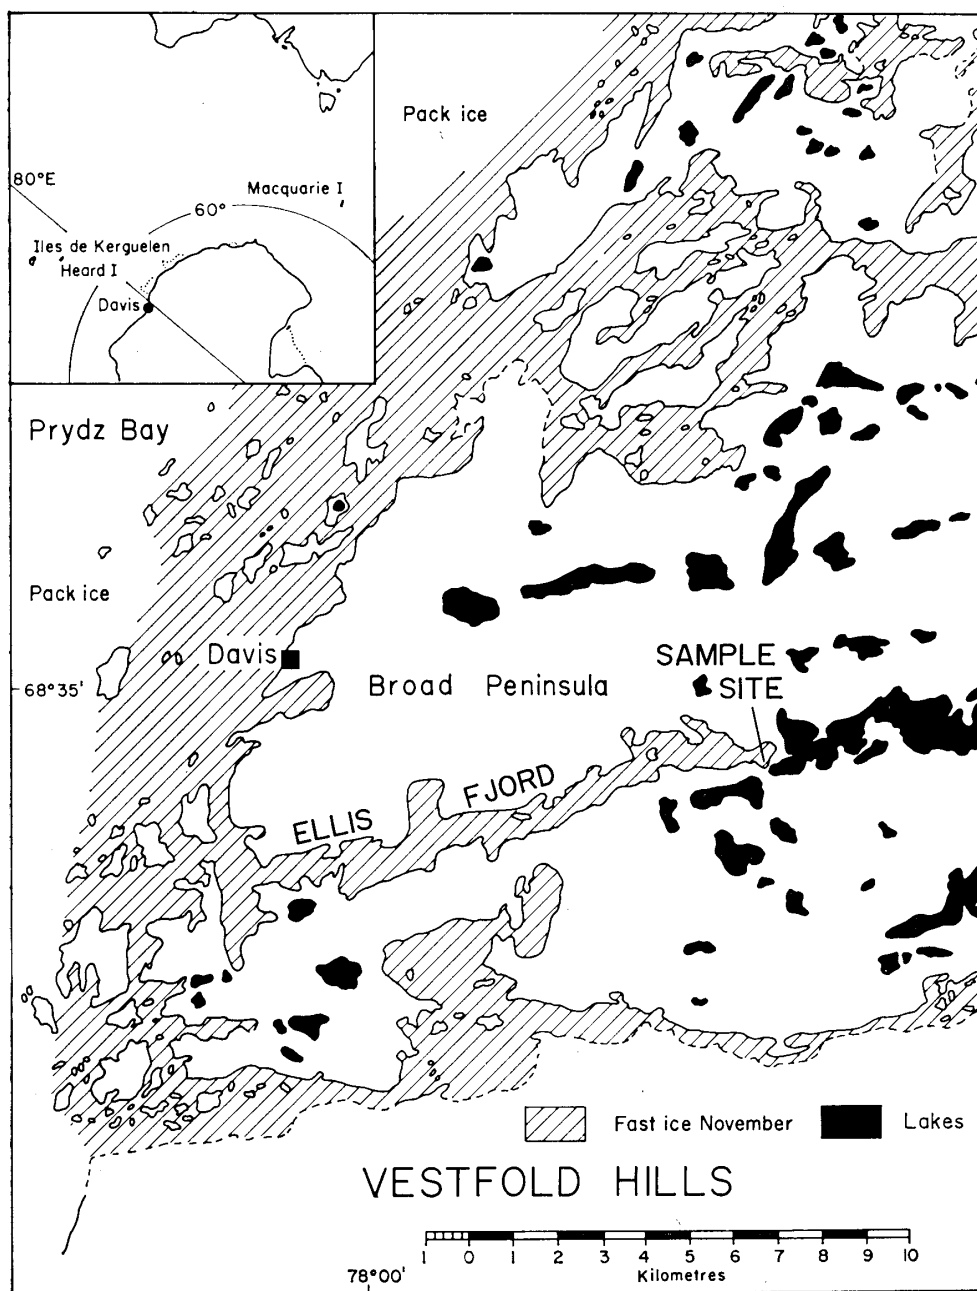 Pack ice
80°E
Macquarie I
60°
Iles de Kerguelen
Heard I
Davis
Prydz Bay
Pack ice
Davis
SAMPLE
SITE
68°35'
Broad Peninsula
ELLIS FJORD
Fast ice November
Lakes
VESTFOLD HILLS
1 0 1 2 3 4 5 6 7 8 9 10
Kilometres
78°00'